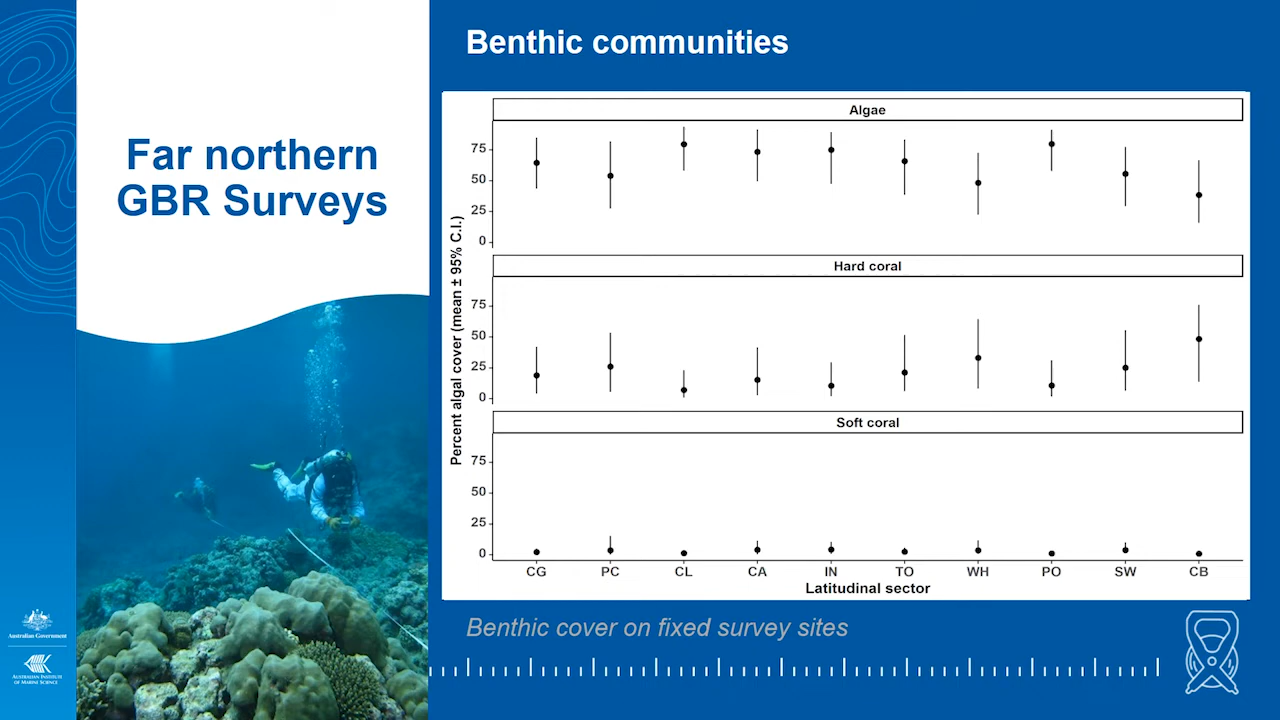 Benthic communities
Far northern
GBR Surveys
Percent algal cover (mean ± 95% C.I.)
Algae
75
50
25
0
Hard coral
75
50
25
0
Soft coral
75
50
25
0
CG PC CL CA IN TO WH PO SW CB
Latitudinal sector
Benthic cover on fixed survey sites
Australian Government
AUSTRALIAN INSTITUTE
OF MARINE SCIENCE